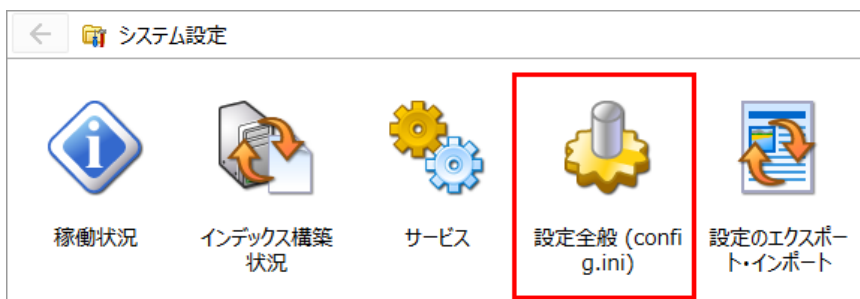 システム設定
稼働状況
インデックス構築
状況
サービス
設定全般 (confi
g.ini)
設定のエクスポー
ト・インポート